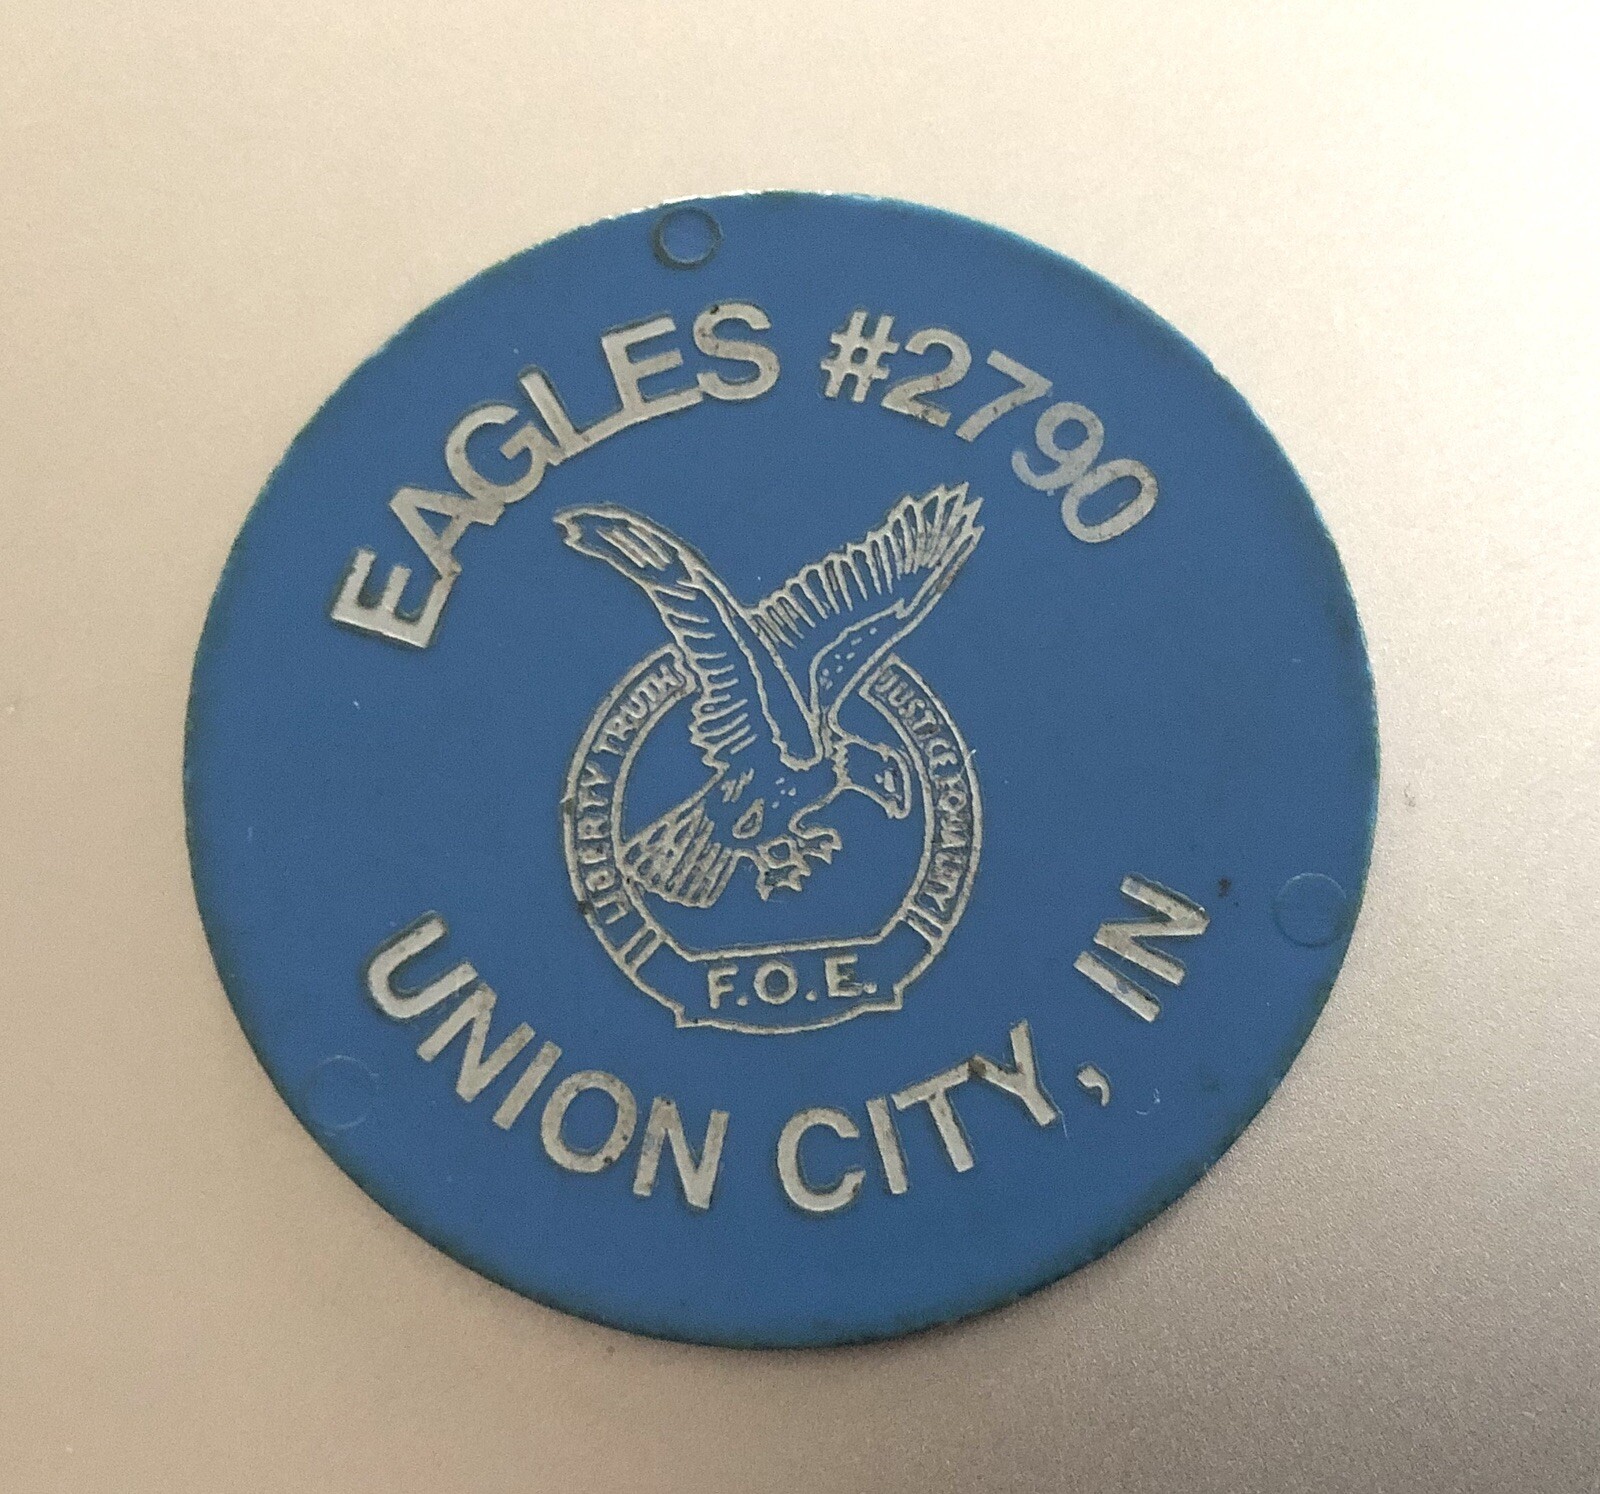 EAGLES #2790
LIBERTY TRUTH
JUSTICE EQUALITY
F.O.E.
UNION CITY, IN